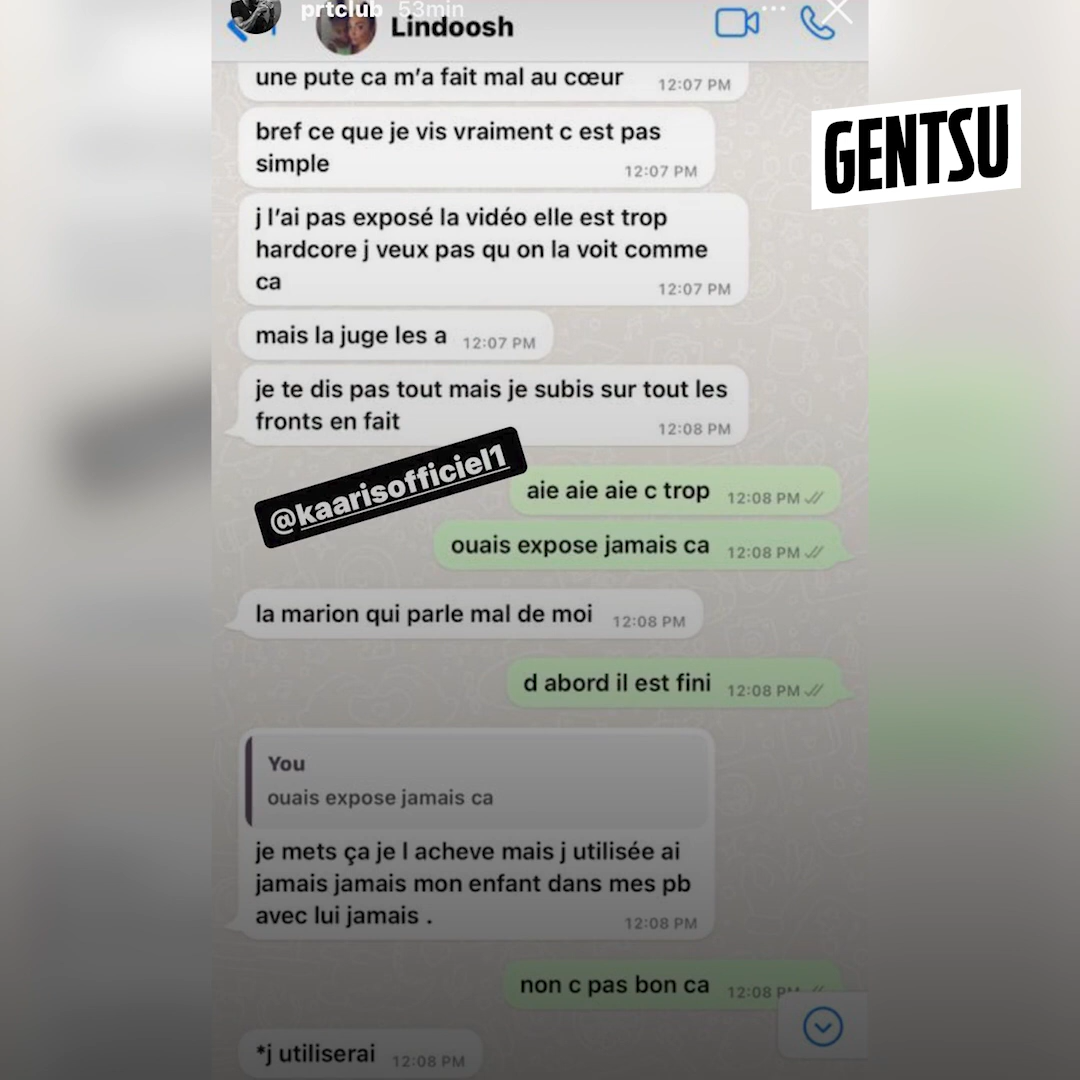 prtclub 53min
Lindoosh
GENTSU
une pute ca m'a fait mal au cœur 12:07 PM
bref ce que je vis vraiment c est pas
simple 12:07 PM
j l'ai pas exposé la vidéo elle est trop
hardcore j veux pas qu on la voit comme
ca 12:07 PM
mais la juge les a 12:07 PM
je te dis pas tout mais je subis sur tout les
fronts en fait 12:08 PM
@kaarisofficiel1
aie aie aie c trop 12:08 PM
ouais expose jamais ca 12:08 PM
la marion qui parle mal de moi 12:08 PM
d abord il est fini 12:08 PM
You
ouais expose jamais ca
je mets ça je l acheve mais j utilisée ai
jamais jamais mon enfant dans mes pb
avec lui jamais . 12:08 PM
non c pas bon ca 12:08 PM
*j utiliserai 12:08 PM